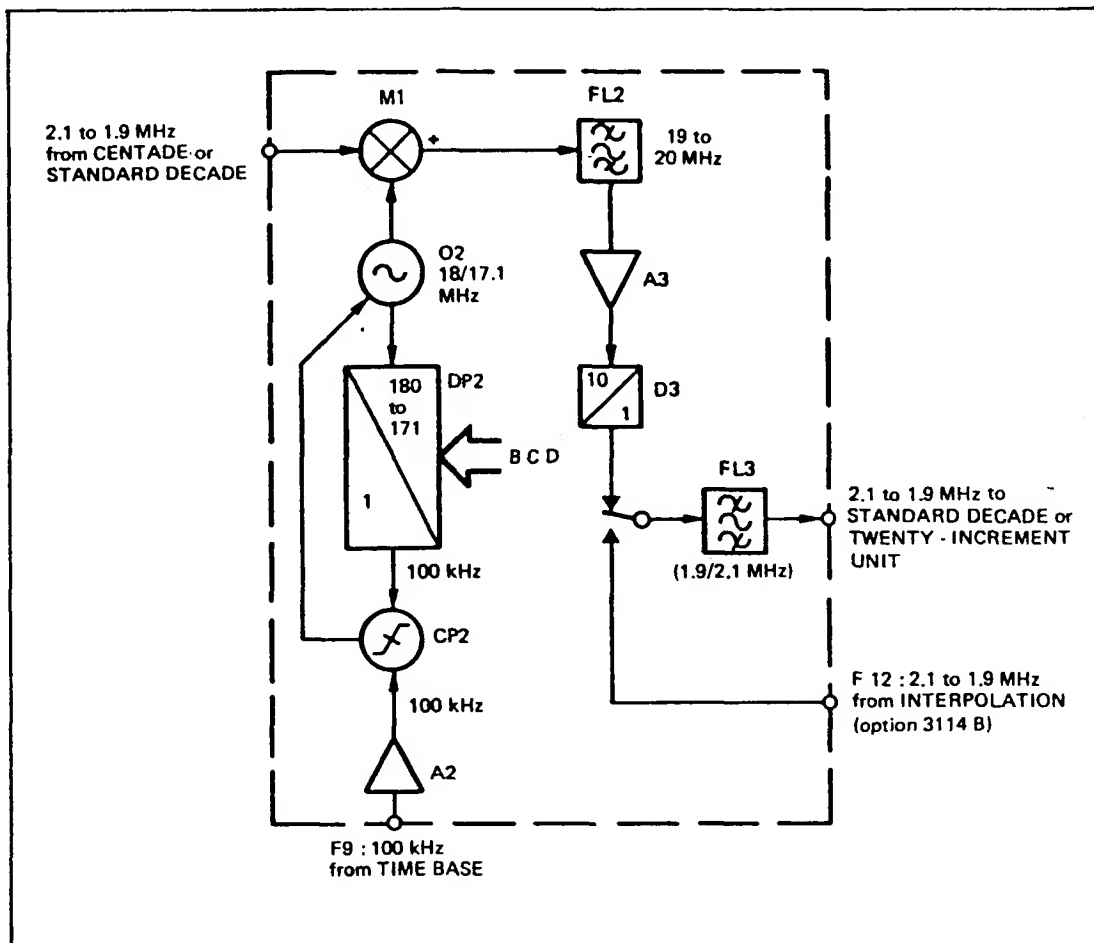 M1
FL2
2.1 to 1.9 MHz
from CENTADE or
STANDARD DECADE
+
19 to
20 MHz
O2
18/17.1
MHz
A3
180
to
171
1
DP2
B C D
10
1
D3
FL3
2.1 to 1.9 MHz to
STANDARD DECADE or
TWENTY - INCREMENT
UNIT
(1.9/2.1 MHz)
100 kHz
CP2
100 kHz
F 12 : 2.1 to 1.9 MHz
from INTERPOLATION
(option 3114 B)
A2
F9 : 100 kHz
from TIME BASE